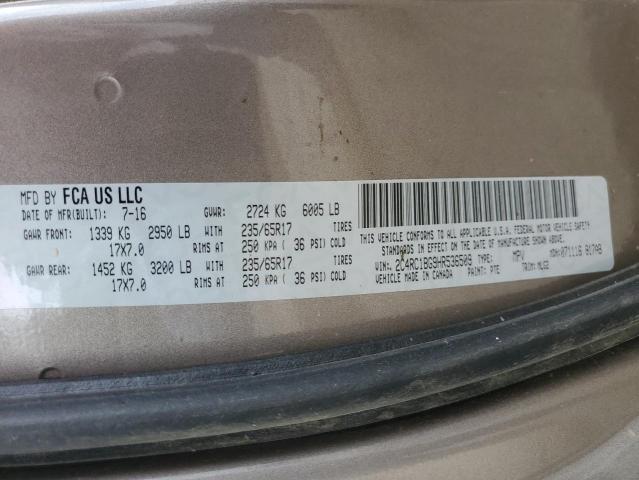 MFD BY FCA US LLC
DATE OF MFR(BUILT): 7-16 GVWR: 2724 KG 6005 LB
GAWR FRONT: 1339 KG 2950 LB WITH 235/65R17 TIRES
17X7.0 RIMS AT 250 KPA ( 36 PSI) COLD
GAWR REAR: 1452 KG 3200 LB WITH 235/65R17 TIRES
17X7.0 RIMS AT 250 KPA ( 36 PSI) COLD
THIS VEHICLE CONFORMS TO ALL APPLICABLE U.S.A. FEDERAL MOTOR VEHICLE SAFETY
STANDARDS IN EFFECT ON THE DATE OF MANUFACTURE SHOWN ABOVE.
VIN: 2C4RC1BG9HR536509 TYPE: MPV MDH:
VEHICLE MADE IN CANADA PAINT: PTE TRIM: MLG2